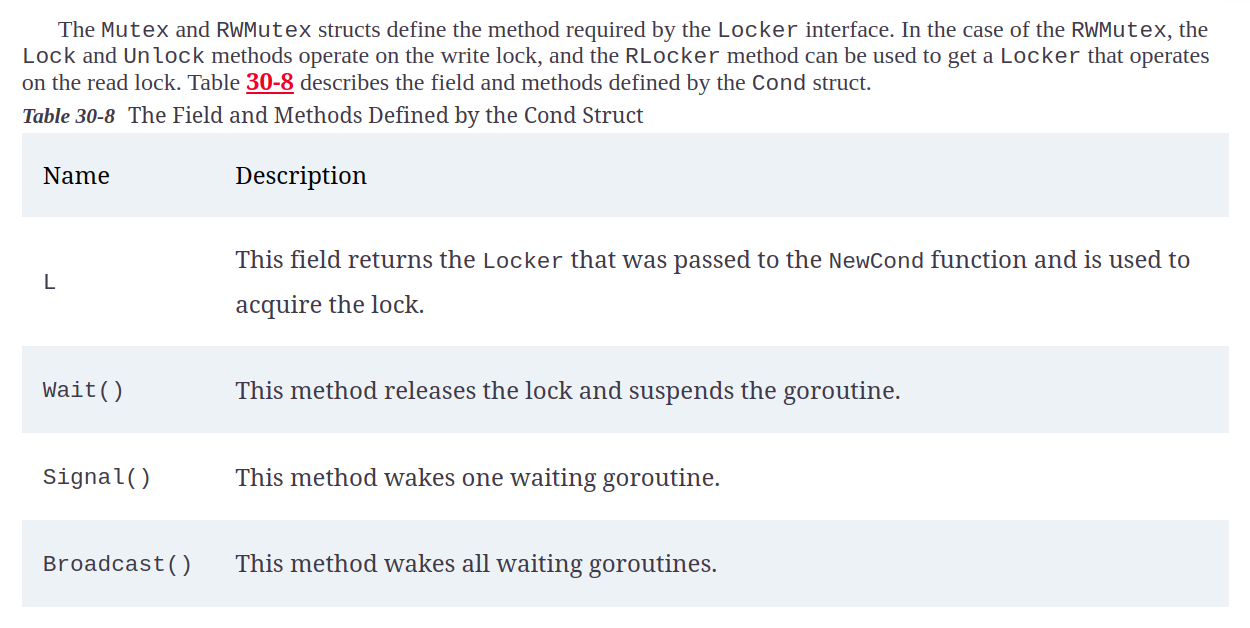 The Mutex and RWMutex structs define the method required by the Locker interface. In the case of the RWMutex, the
Lock and Unlock methods operate on the write lock, and the RLocker method can be used to get a Locker that operates
on the read lock. Table 30-8 describes the field and methods defined by the Cond struct.
Table 30-8 The Field and Methods Defined by the Cond Struct
Name Description
L This field returns the Locker that was passed to the NewCond function and is used to
acquire the lock.
Wait() This method releases the lock and suspends the goroutine.
Signal() This method wakes one waiting goroutine.
Broadcast() This method wakes all waiting goroutines.